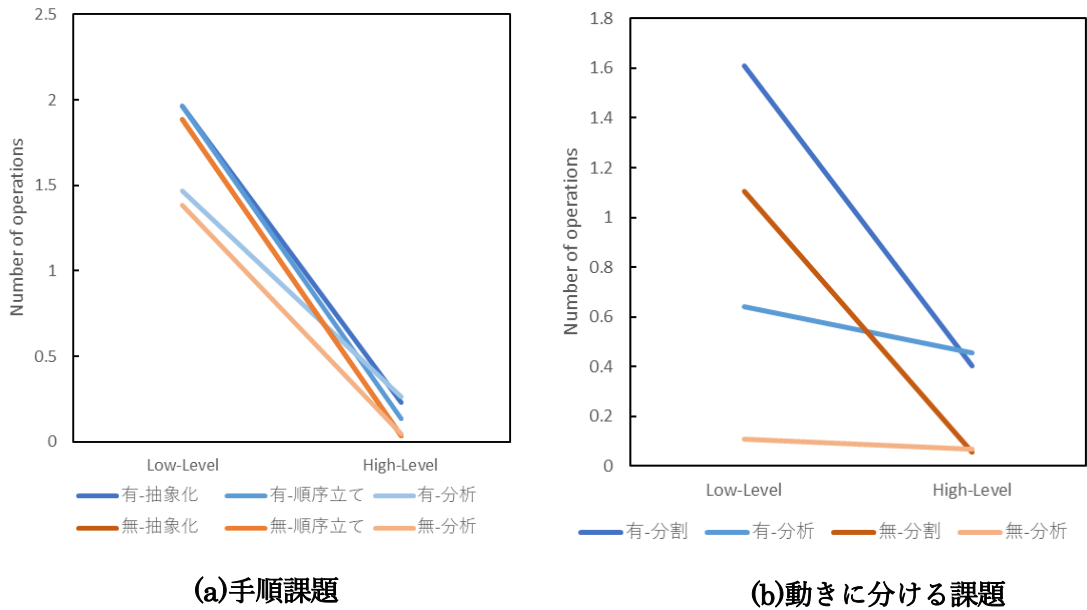 2.5
2
1.5
1
0.5
0
Number of operations
Low-Level High-Level
有-抽象化 有-順序立て 有-分析
無-抽象化 無-順序立て 無-分析
(a)手順課題
1.8
1.6
1.4
1.2
1
0.8
0.6
0.4
0.2
0
Number of operations
Low-Level High-Level
有-分割 有-分析 無-分割 無-分析
(b)動きに分ける課題